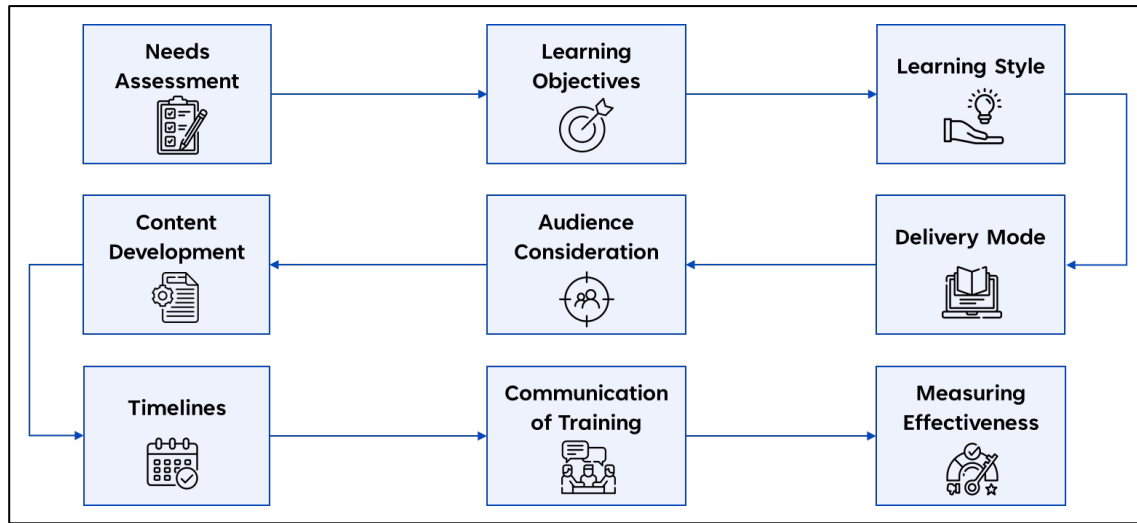 Needs
Assessment
Learning
Objectives
Learning Style
Content
Development
Audience
Consideration
Delivery Mode
Timelines
Communication
of Training
Measuring
Effectiveness